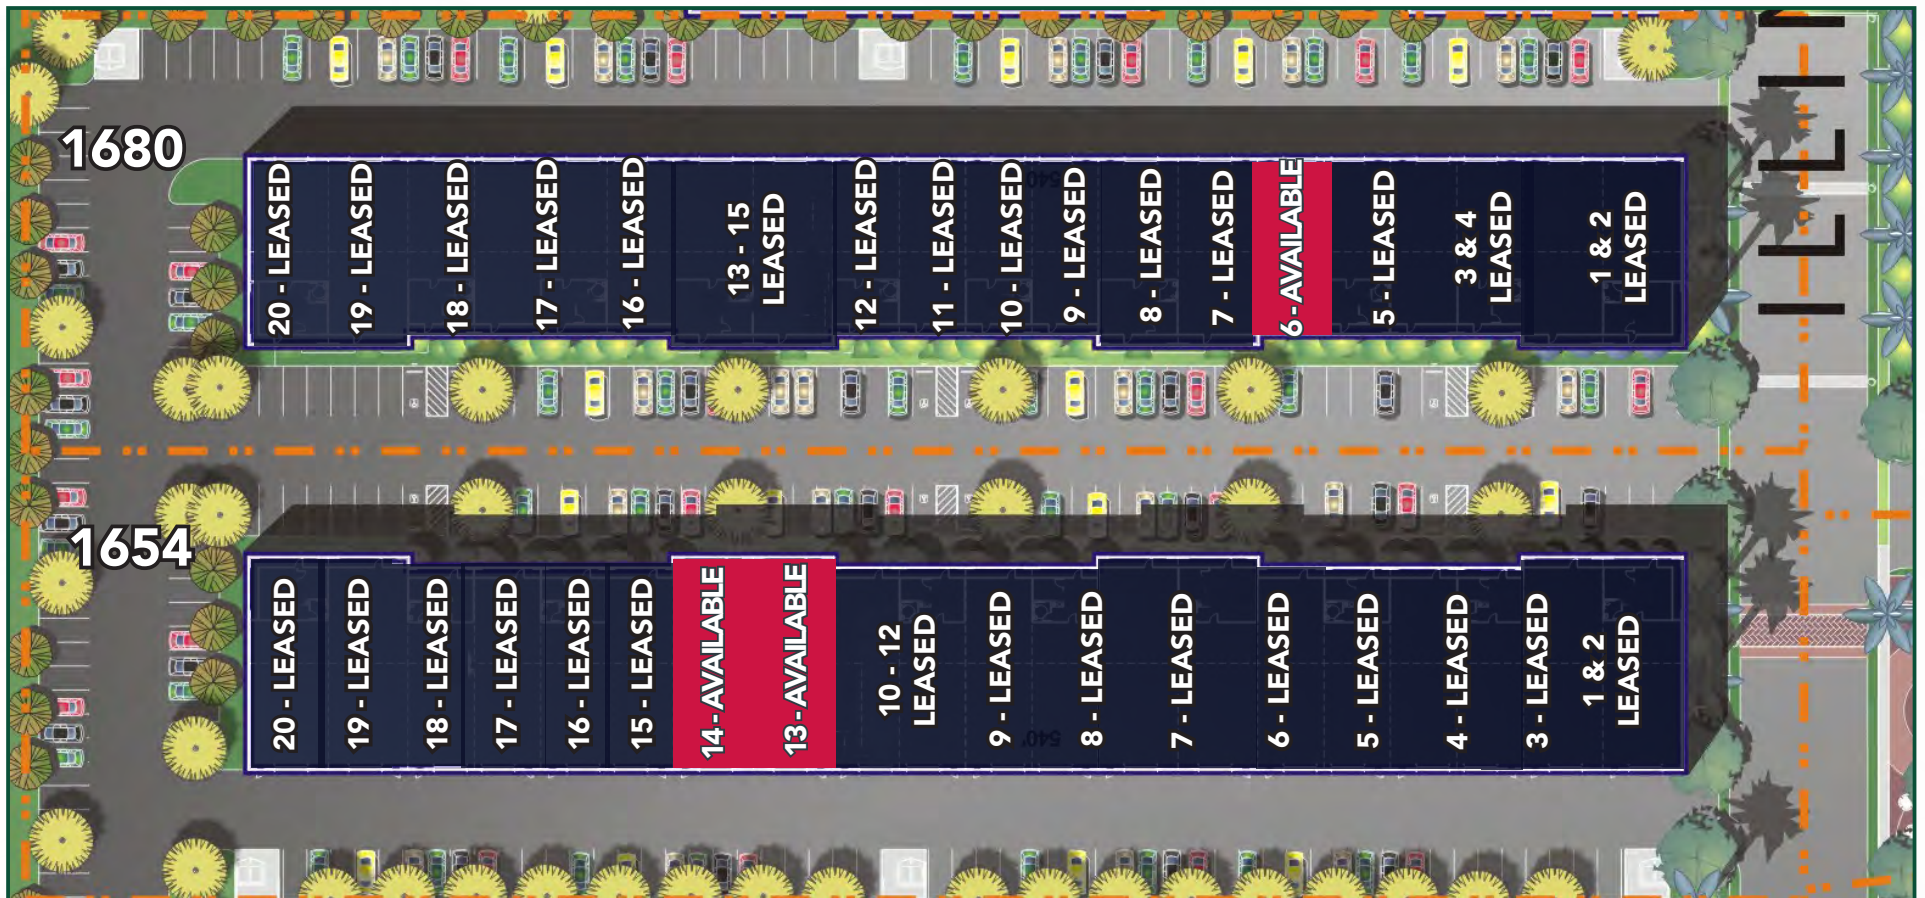 1680
20 - LEASED
19 - LEASED
18 - LEASED
17 - LEASED
16 - LEASED
13 - 15
LEASED
12 - LEASED
11 - LEASED
10 - LEASED
9 - LEASED
8 - LEASED
7 - LEASED
6 - AVAILABLE
5 - LEASED
3 & 4
LEASED
1 & 2
LEASED
540'
1654
20 - LEASED
19 - LEASED
18 - LEASED
17 - LEASED
16 - LEASED
15 - LEASED
14 - AVAILABLE
13 - AVAILABLE
10 - 12
LEASED
9 - LEASED
8 - LEASED
7 - LEASED
6 - LEASED
5 - LEASED
4 - LEASED
3 - LEASED
1 & 2
LEASED
540'